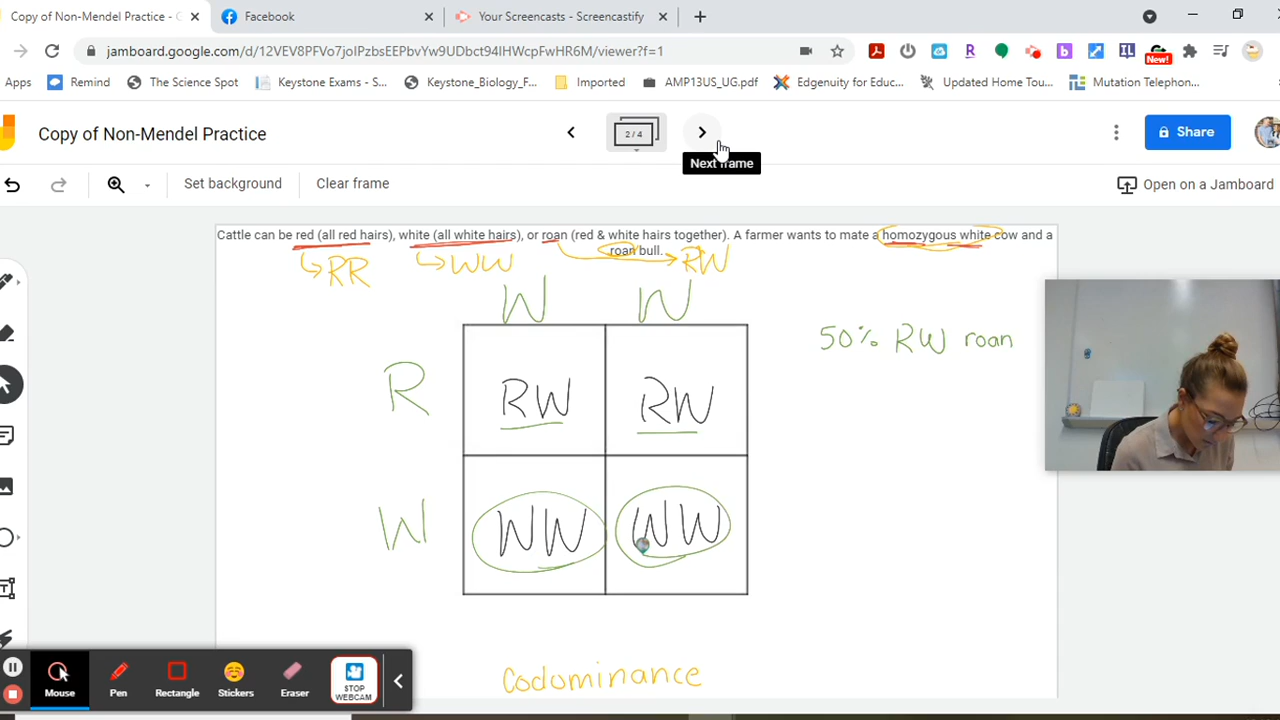 Copy of Non-Mendel Practice -
Facebook
Your Screencasts - Screencastify
jamboard.google.com/d/12VEV8PFVo7joIPzbsEEPbvYw9UDbct94IHWcpFwHR6M/viewer?f=1
New!
Apps
Remind
The Science Spot
Keystone Exams - S...
Keystone_Biology_F...
Imported
AMP13US_UG.pdf
Edgenuity for Educ...
Updated Home Tou...
Mutation Telephon...
Copy of Non-Mendel Practice
2 / 4
Share
Next frame
Set background
Clear frame
Open on a Jamboard
Cattle can be red (all red hairs), white (all white hairs), or roan (red & white hairs together). A farmer wants to mate a homozygous white cow and a
roan bull.
RR
WW
RW
W W
50% RW roan
R RW RW
W WW WW
Codominance
Mouse
Pen
Rectangle
Stickers
Eraser
STOP
WEBCAM